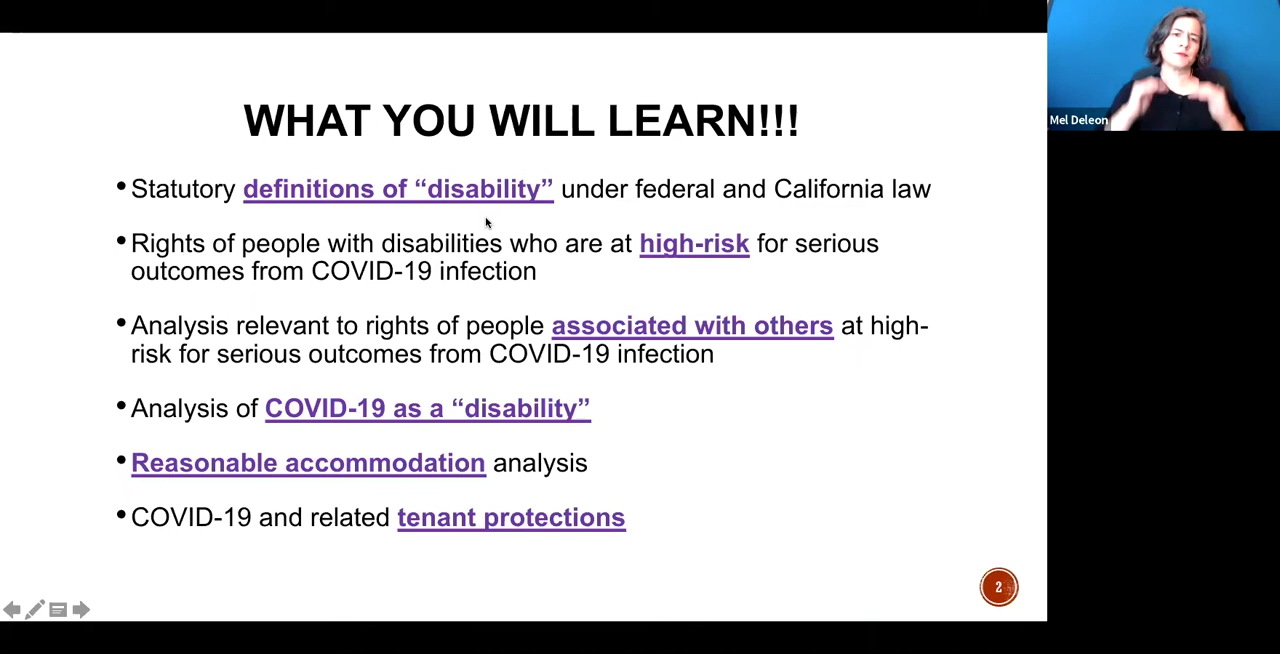 WHAT YOU WILL LEARN!!!
• Statutory definitions of “disability” under federal and California law
• Rights of people with disabilities who are at high-risk for serious
outcomes from COVID-19 infection
• Analysis relevant to rights of people associated with others at high-
risk for serious outcomes from COVID-19 infection
• Analysis of COVID-19 as a “disability”
• Reasonable accommodation analysis
• COVID-19 and related tenant protections
2
Mel Deleon